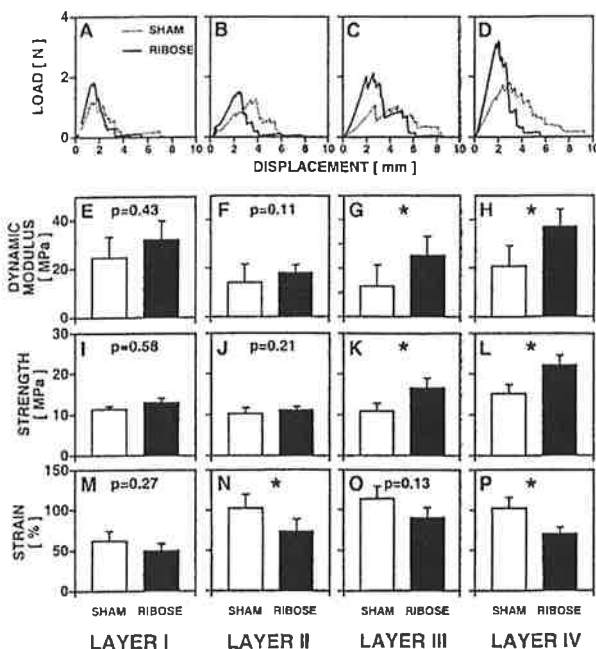 A B C D
SHAM
RIBOSE
LOAD [ N ]
4
2
0
0 2 4 6 8 10 0 2 4 6 8 10 0 2 4 6 8 10 0 2 4 6 8 10
DISPLACEMENT [ mm ]
E p=0.43 F p=0.11 G * H *
DYNAMIC MODULUS [ MPa ]
40
20
0
I p=0.58 J p=0.21 K * L *
STRENGTH [ MPa ]
30
20
10
0
M p=0.27 N * O p=0.13 P *
STRAIN [ % ]
150
100
50
0
SHAM RIBOSE SHAM RIBOSE SHAM RIBOSE SHAM RIBOSE
LAYER I LAYER II LAYER III LAYER IV